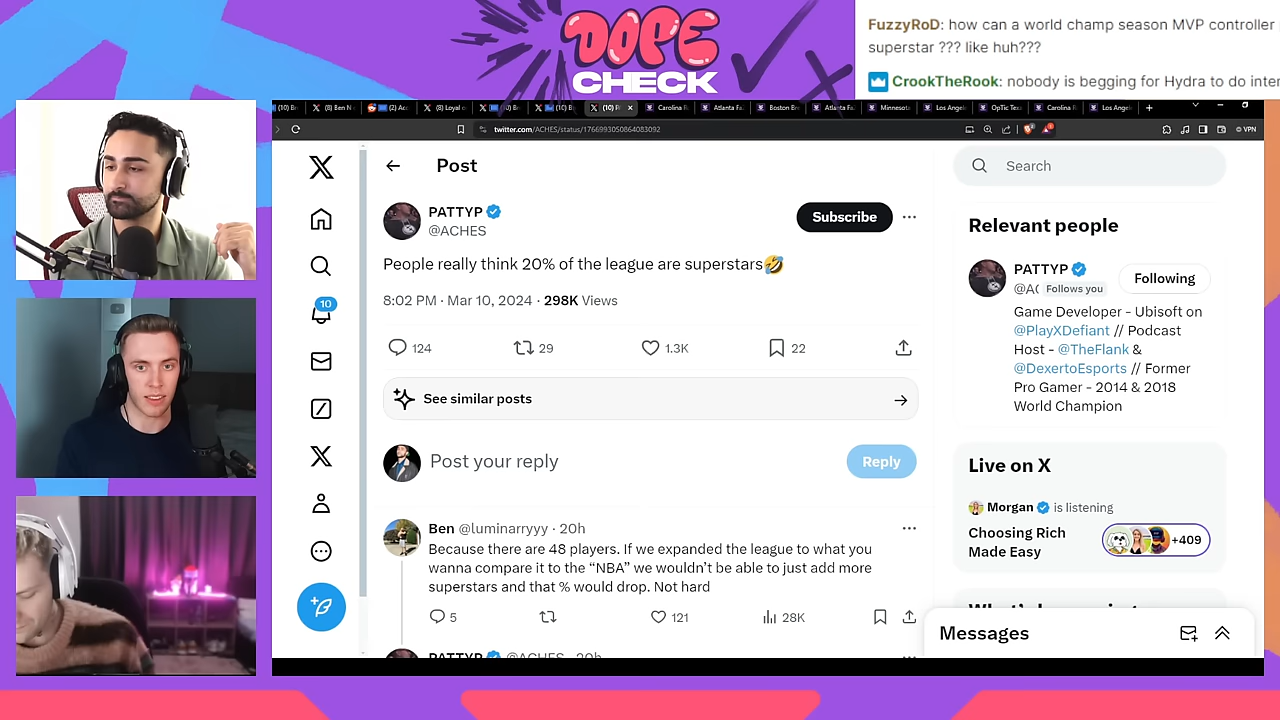 DOPE
CHECK
FuzzyRoD: how can a world champ season MVP controller
superstar ??? like huh???
CrookTheRook: nobody is begging for Hydra to do inter
(10) Br
(8) Ben N
(2) Ac
(8) Loyal o
(10) P
Carolina R
Atlanta Fa
Boston Bre
Atlanta Fa
Minnesota
Los Angel
OpTic Tex
Carolina R
Los Angel
twitter.com/ACHES/status/1766993050864083092
VPN
Post
Search
PATTYP
@ACHES
Subscribe
People really think 20% of the league are superstars🤣
8:02 PM · Mar 10, 2024 · 298K Views
124
29
1.3K
22
See similar posts
Post your reply
Reply
Ben @luminarryyy · 20h
Because there are 48 players. If we expanded the league to what you
wanna compare it to the “NBA” we wouldn’t be able to just add more
superstars and that % would drop. Not hard
5
121
28K
PATTYP @ACHES · 20h
10
Relevant people
PATTYP
@A( Follows you
Following
Game Developer - Ubisoft on
@PlayXDefiant // Podcast
Host - @TheFlank &
@DexertoEsports // Former
Pro Gamer - 2014 & 2018
World Champion
Live on X
Morgan is listening
Choosing Rich
Made Easy
+409
What's happening
Messages